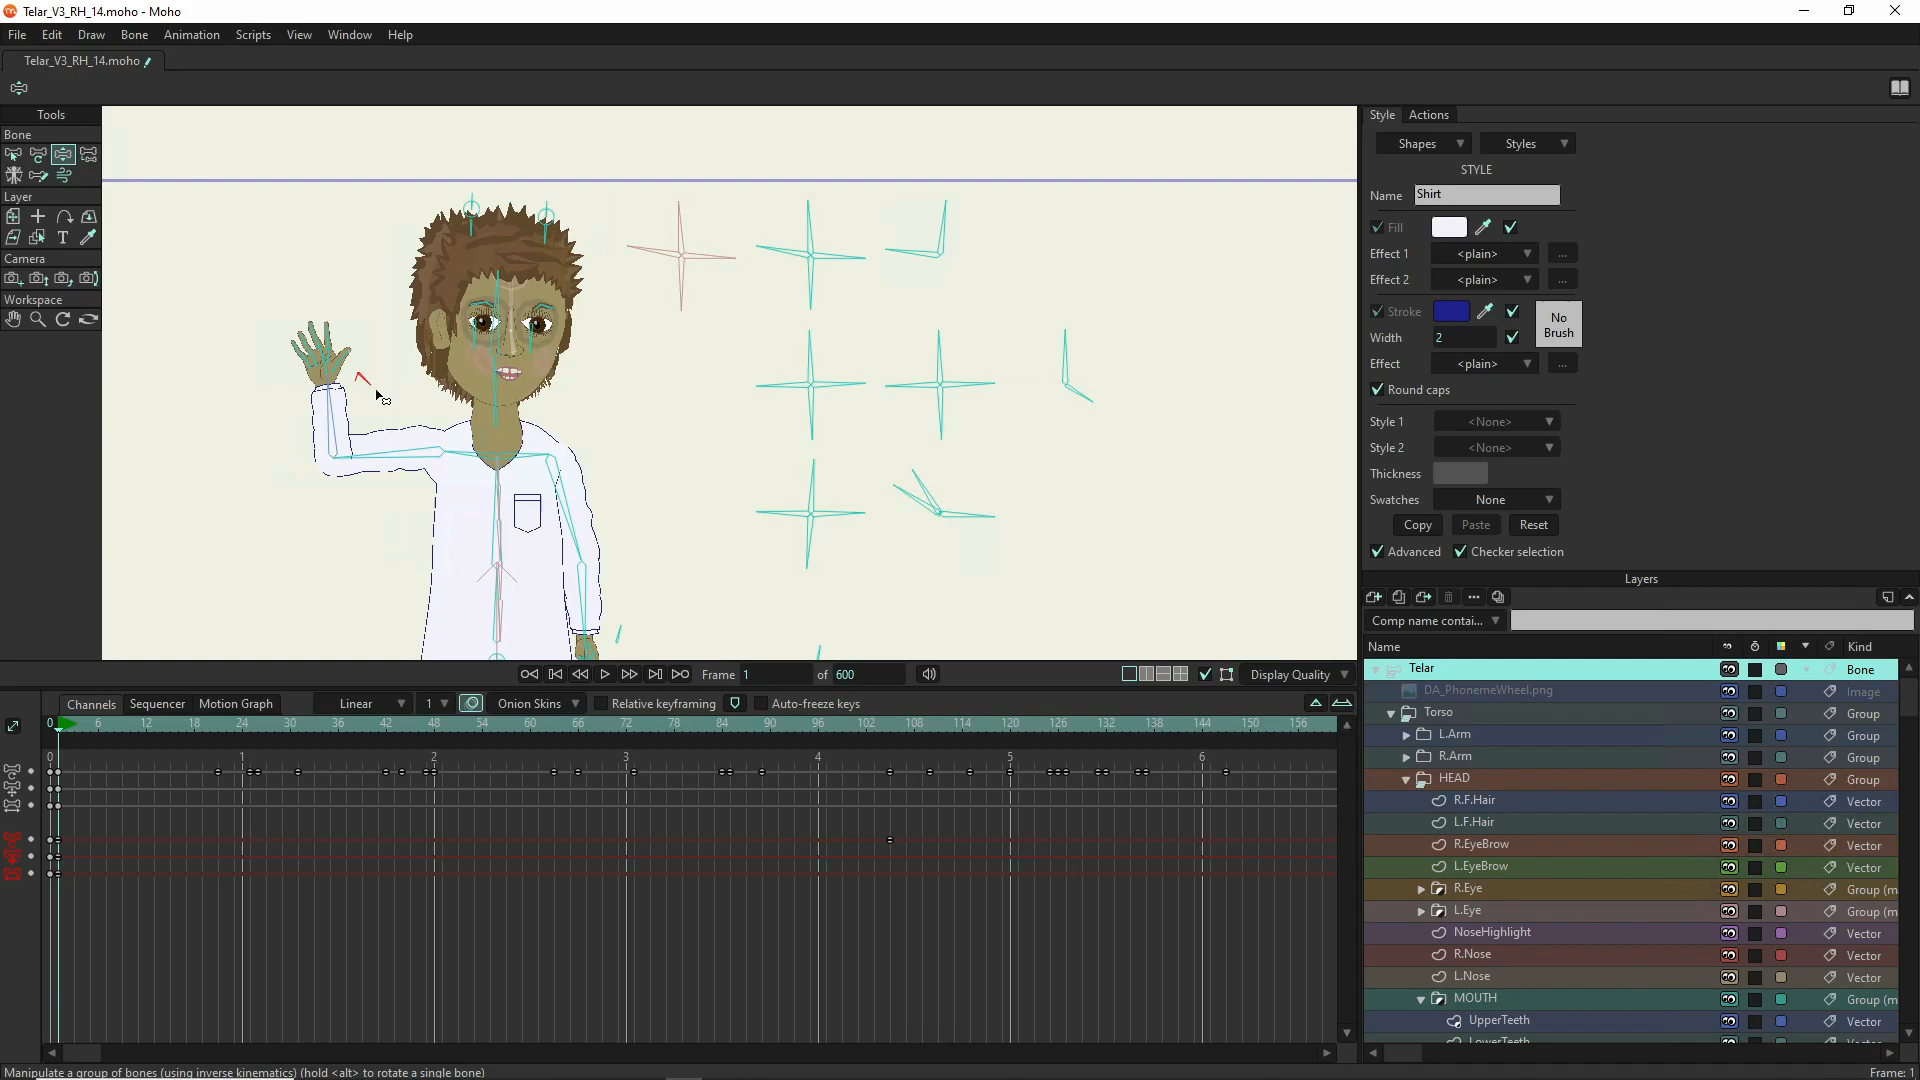 Telar_V3_RH_14.moho - Moho
File Edit Draw Bone Animation Scripts View Window Help
Telar_V3_RH_14.moho
Tools
Bone
Layer
Camera
Workspace
Style Actions
Shapes Styles
STYLE
Name Shirt
Fill
Effect 1 <plain> ...
Effect 2 <plain> ...
Stroke
Width 2
No
Brush
Effect <plain> ...
Round caps
Style 1 <None>
Style 2 <None>
Thickness
Swatches None
Copy Paste Reset
Advanced Checker selection
Layers
Comp name contai...
Name Kind
Telar Bone
DA_PhonemeWheel.png Image
Torso Group
L.Arm Group
R.Arm Group
HEAD Group
R.F.Hair Vector
L.F.Hair Vector
R.EyeBrow Vector
L.EyeBrow Vector
R.Eye Group (m
L.Eye Group (m
NoseHighlight Vector
R.Nose Vector
L.Nose Vector
MOUTH Group (m
UpperTeeth Vector
LowerTeeth
Frame 1 of 600 Display Quality
Channels Sequencer Motion Graph Linear 1 Onion Skins Relative keyframing Auto-freeze keys
0 6 12 18 24 30 36 42 48 54 60 66 72 78 84 90 96 102 108 114 120 126 132 138 144 150 156
0 1 2 3 4 5 6
Manipulate a group of bones (using inverse kinematics) (hold <alt> to rotate a single bone) Frame: 1